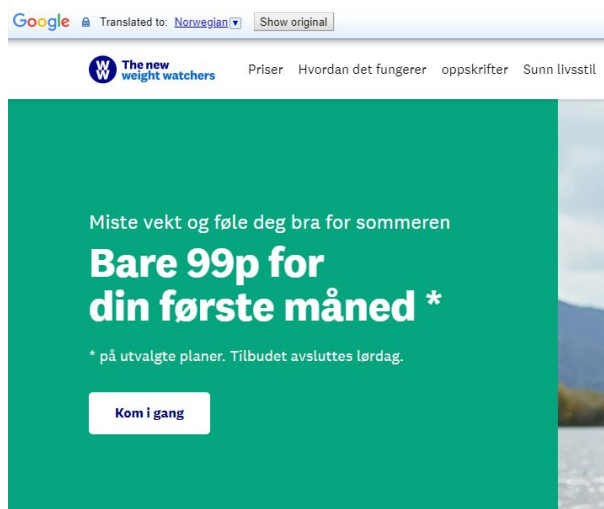 Google Translated to: Norwegian Show original
W
W
The new
weight watchers
Priser Hvordan det fungerer oppskrifter Sunn livsstil
Miste vekt og føle deg bra for sommeren
Bare 99p for
din første måned *
* på utvalgte planer. Tilbudet avsluttes lørdag.
Kom i gang